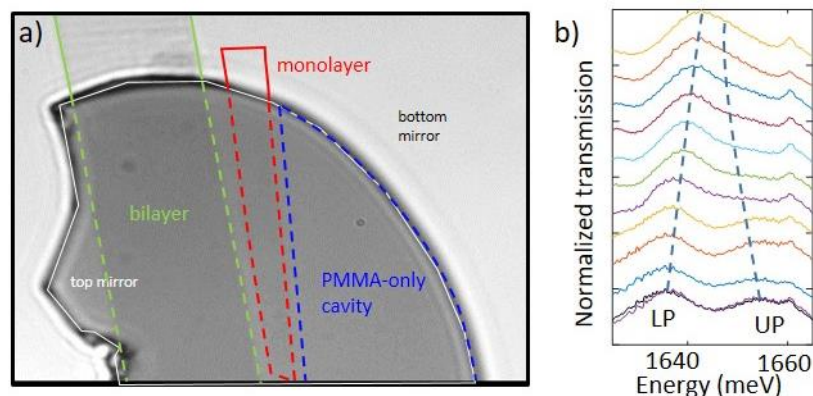 a)
monolayer
bottom
mirror
bilayer
top mirror
PMMA-only
cavity
b)
Normalized transmission
LP
UP
1640
1660
Energy (meV)